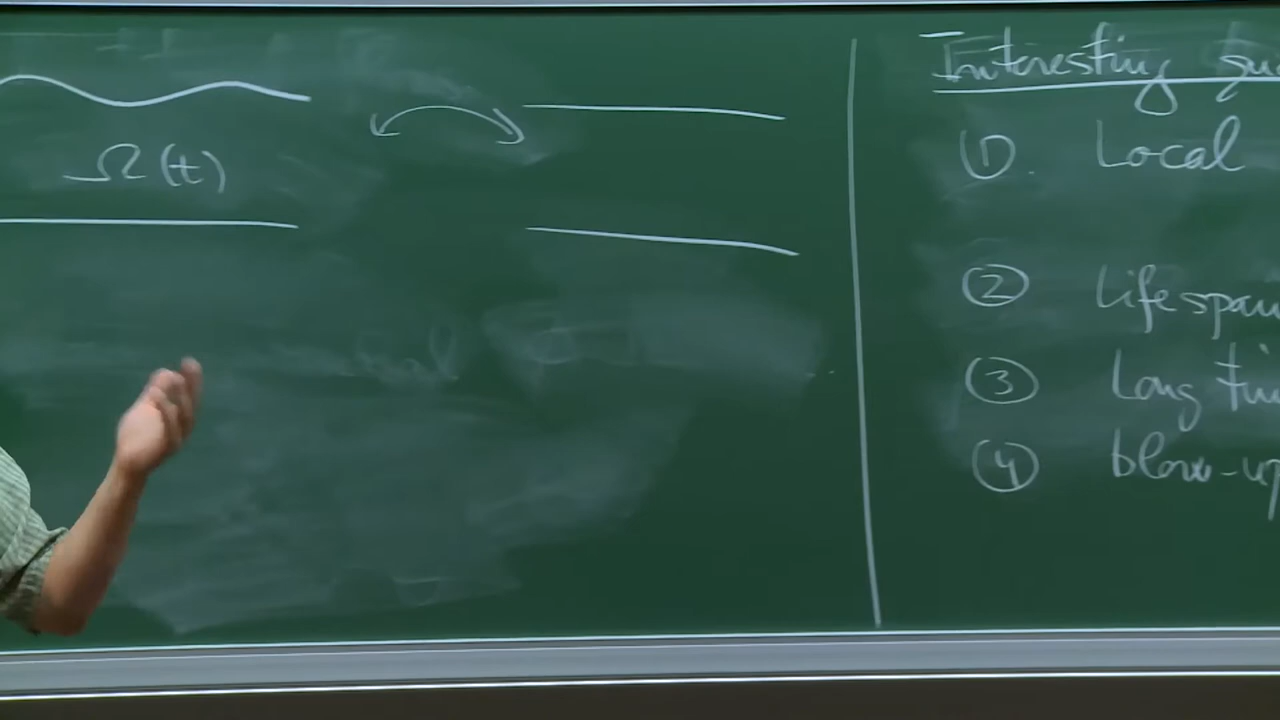 Ω(t)
Interesting
① Local
② Lifespan
③ Long
④ blow-up